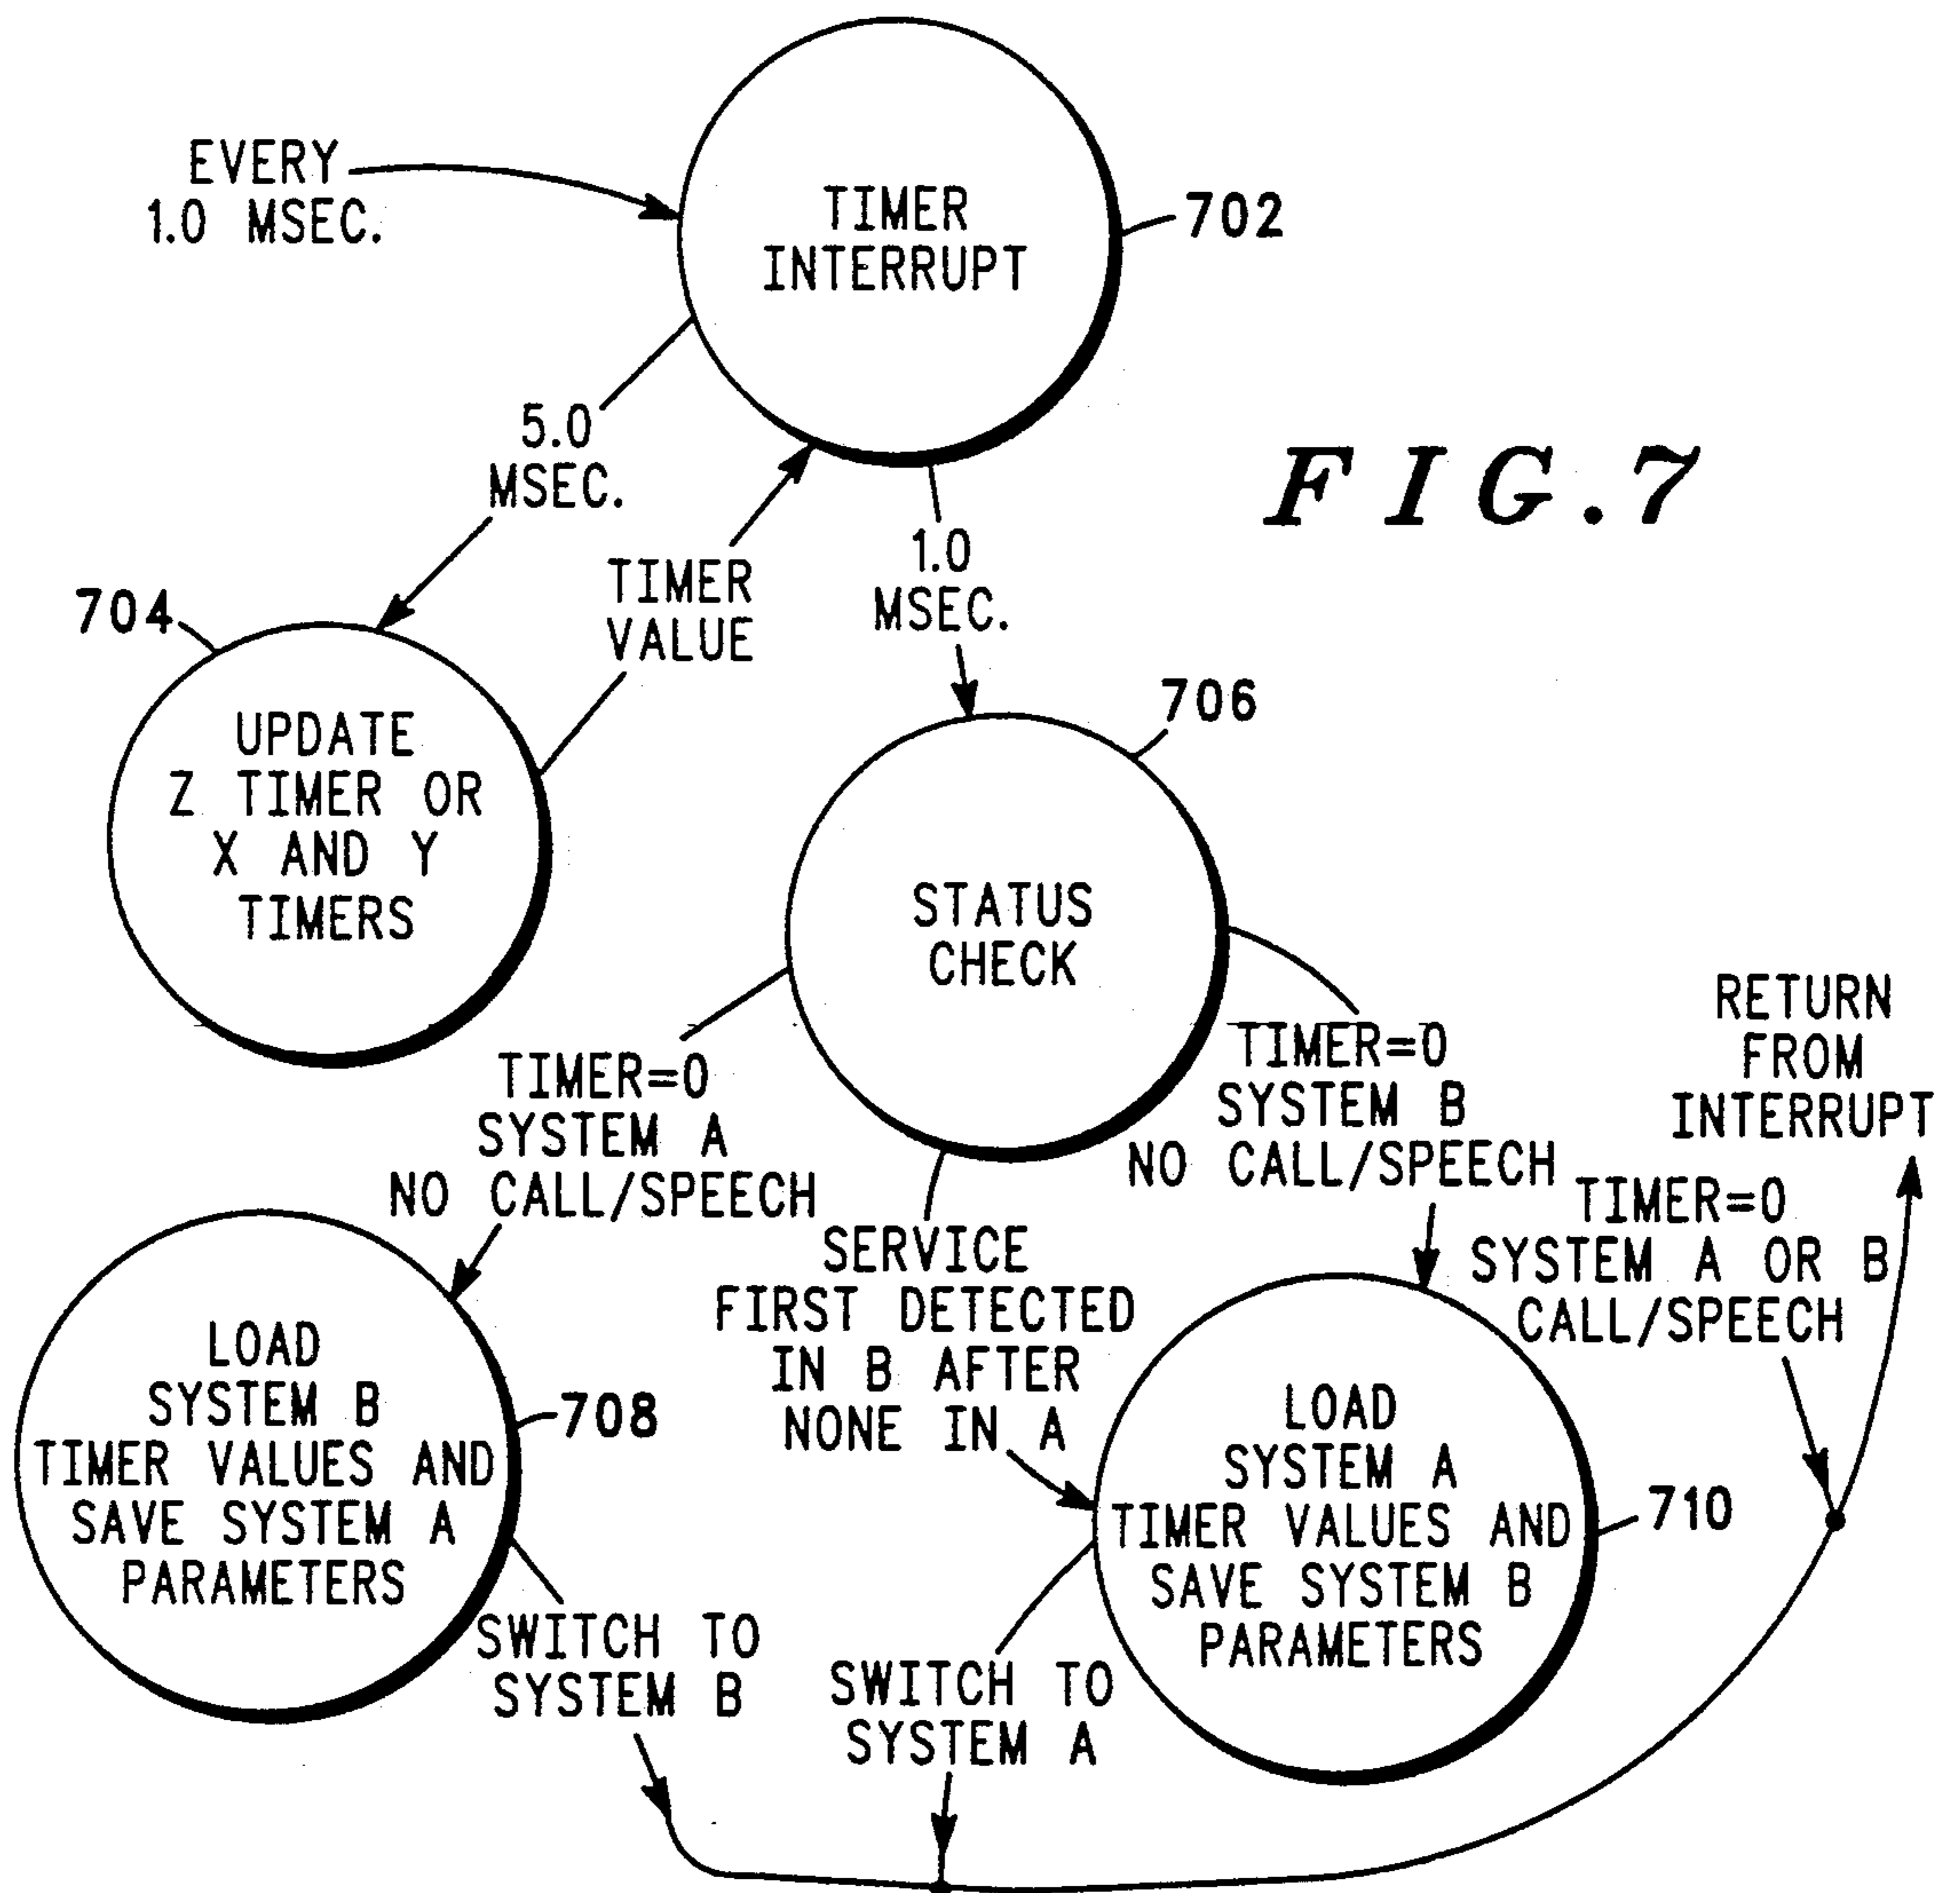 EVERY
1.0 MSEC.
TIMER
INTERRUPT
702
5.0
MSEC.
FIG.7
TIMER
VALUE
1.0
MSEC.
704
UPDATE
Z TIMER OR
X AND Y
TIMERS
706
STATUS
CHECK
RETURN
FROM
INTERRUPT
TIMER=0
SYSTEM A
NO CALL/SPEECH
TIMER=0
SYSTEM B
NO CALL/SPEECH
TIMER=0
SYSTEM A OR B
CALL/SPEECH
SERVICE
FIRST DETECTED
IN B AFTER
NONE IN A
LOAD
SYSTEM B
TIMER VALUES AND
SAVE SYSTEM A
PARAMETERS
708
LOAD
SYSTEM A
TIMER VALUES AND
SAVE SYSTEM B
PARAMETERS
710
SWITCH TO
SYSTEM B
SWITCH TO
SYSTEM A